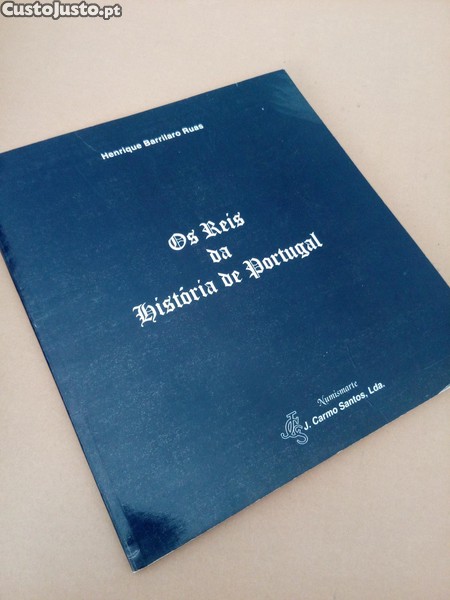 CustoJusto.pt
Henrique Barrilaro Ruas
Os Reis
da
História de Portugal
Numismarte
J. Carmo Santos, Lda.